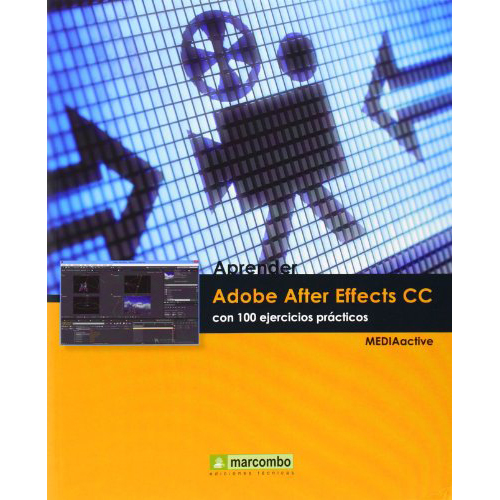 Aprender
Adobe After Effects CC
con 100 ejercicios prácticos
MEDIAactive
marcombo
ediciones técnicas